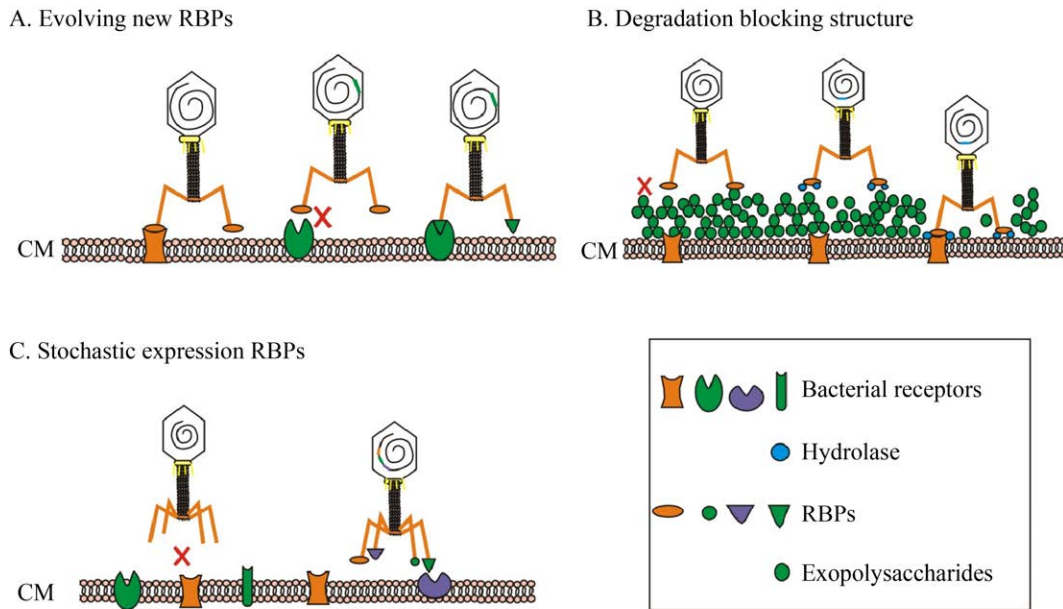 A. Evolving new RBPs
B. Degradation blocking structure
CM
CM
C. Stochastic expression RBPs
CM
Bacterial receptors
Hydrolase
RBPs
Exopolysaccharides